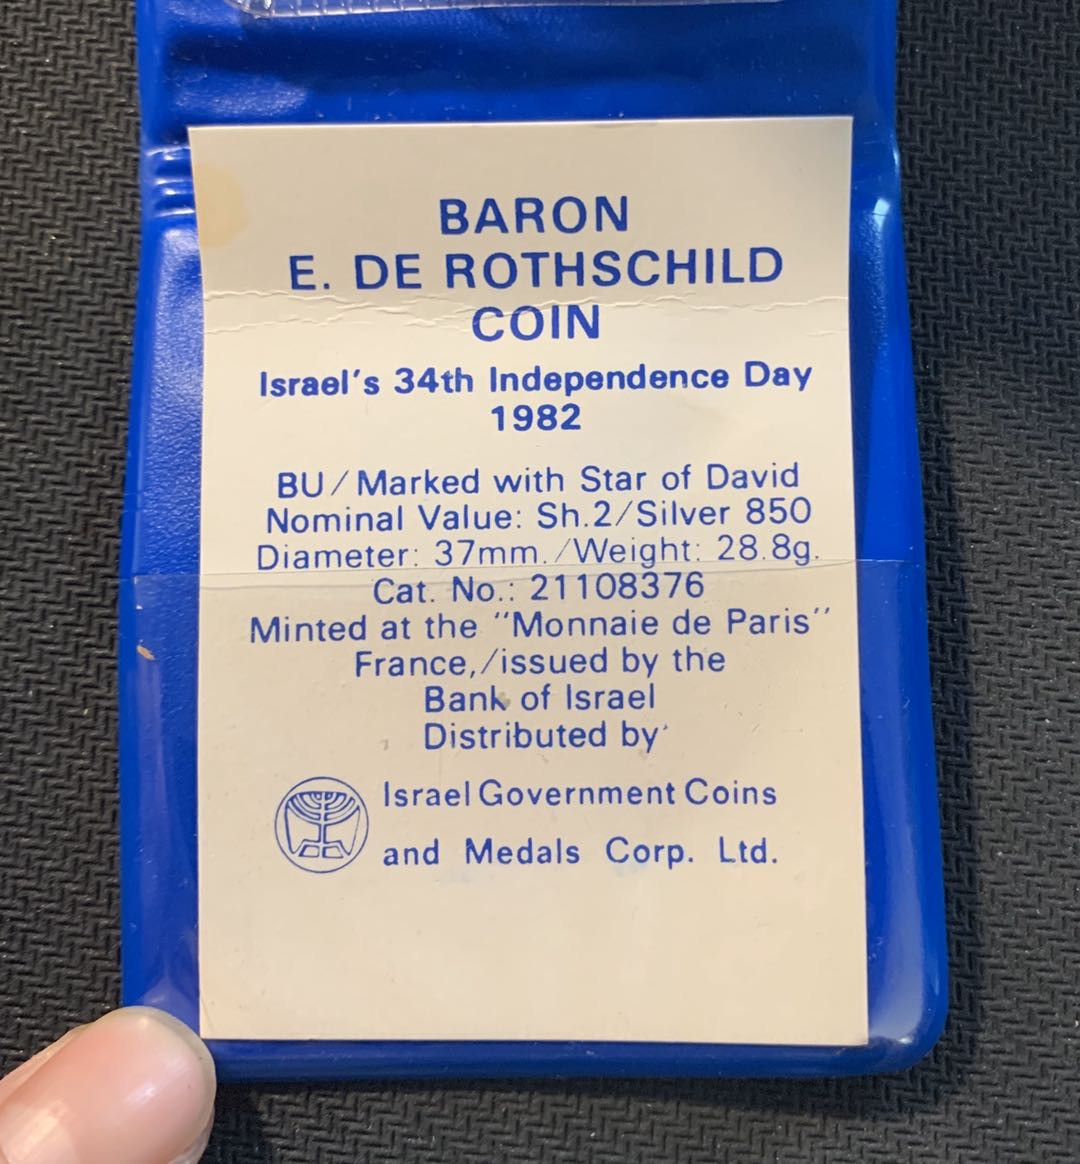 BARON
E. DE ROTHSCHILD
COIN
Israel's 34th Independence Day
1982
BU/Marked with Star of David
Nominal Value: Sh.2/Silver 850
Diameter: 37mm./Weight: 28.8g.
Cat. No.: 21108376
Minted at the "Monnaie de Paris"
France,/issued by the
Bank of Israel
Distributed by
Israel Government Coins
and Medals Corp. Ltd.